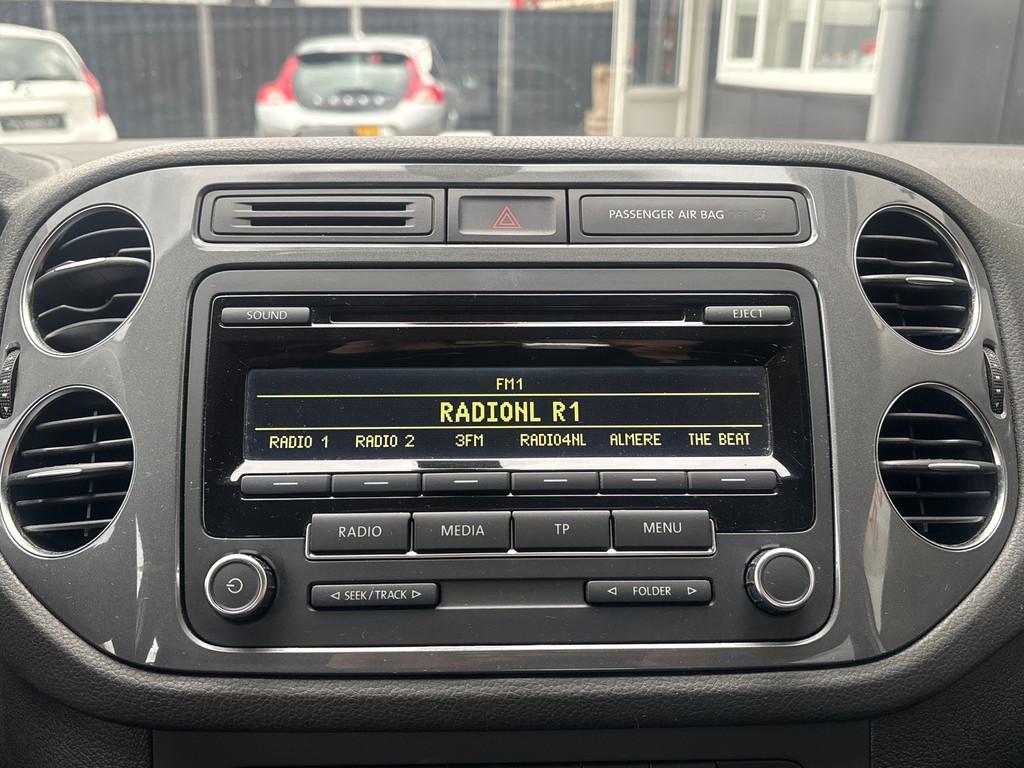 PASSENGER AIR BAG OFF
SOUND
EJECT
FM1
RADIONL R1
RADIO 1 RADIO 2 3FM RADIO4NL ALMERE THE BEAT
RADIO MEDIA TP MENU
SEEK/TRACK
FOLDER